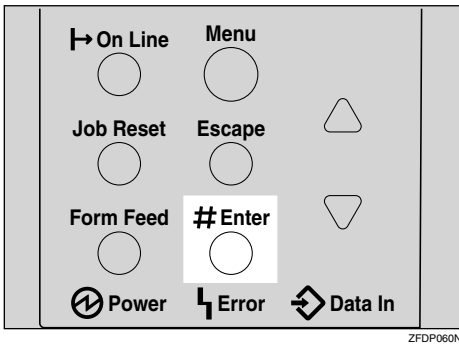 On Line Menu
Job Reset Escape
Form Feed # Enter
Power Error Data In
ZFDP060N